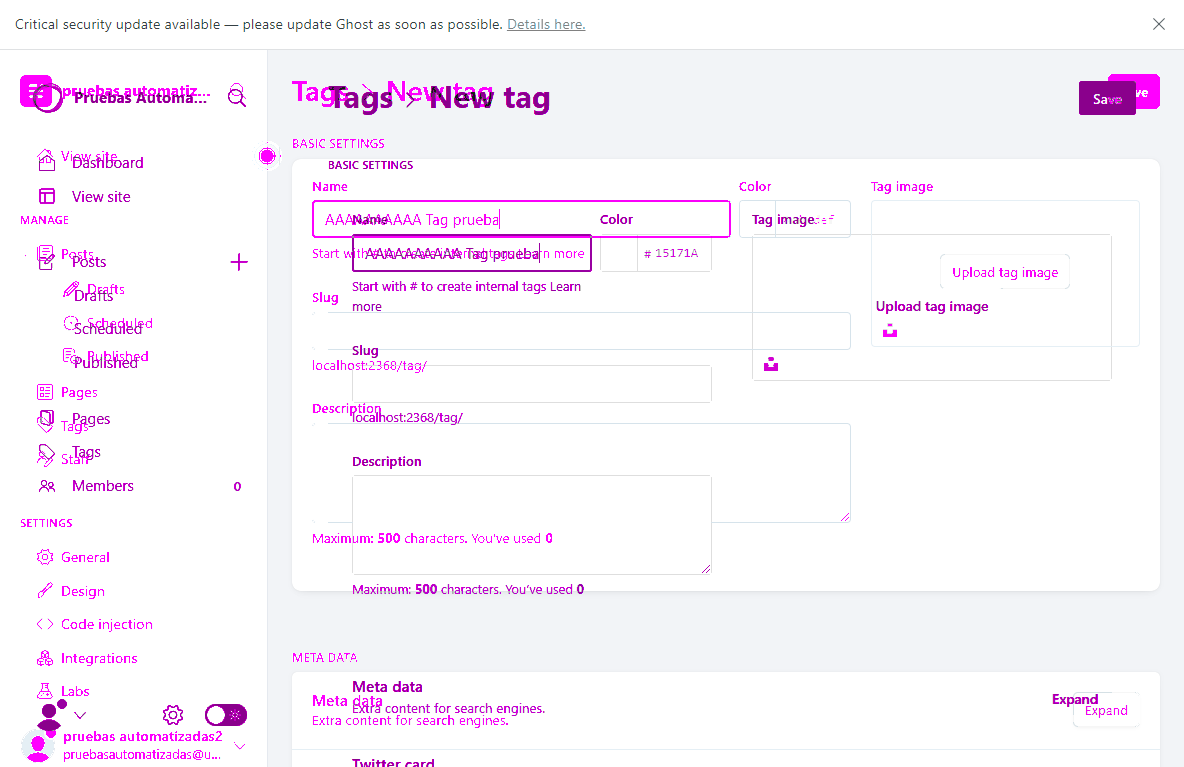 Critical security update available — please update Ghost as soon as possible. Details here.
pruebas automatiz...
Pruebas Automa...
Tags > New tag
Tags > New tag
Save
BASIC SETTINGS
BASIC SETTINGS
View site
Dashboard
View site
MANAGE
Posts
Posts
Drafts
Drafts
Scheduled
Scheduled
Published
Published
Pages
Pages
Tags
Tags
Staff
Members 0
SETTINGS
General
Design
Code injection
Integrations
Labs
pruebas automatizadas2
pruebasautomatizadas@u...
Name
Color
Tag image
AAAAAAAAAA Tag prueba
Name
Color
Tag image
AAAAAAAAAA Tag prueba
# 15171A
Start with # to create internal tags Learn more
Start with # to create internal tags Learn
more
Upload tag image
Upload tag image
Slug
Slug
localhost:2368/tag/
localhost:2368/tag/
Description
Description
Maximum: 500 characters. You've used 0
Maximum: 500 characters. You've used 0
META DATA
Meta data
Meta data
Extra content for search engines.
Extra content for search engines.
Expand
Expand
Twitter card